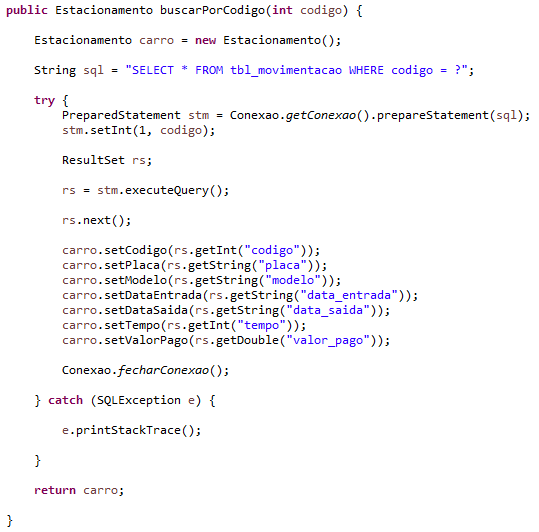 public Estacionamento buscarPorCodigo(int codigo) {
Estacionamento carro = new Estacionamento();
String sql = "SELECT * FROM tbl_movimentacao WHERE codigo = ?";
try {
PreparedStatement stm = Conexao.getConexao().prepareStatement(sql);
stm.setInt(1, codigo);
ResultSet rs;
rs = stm.executeQuery();
rs.next();
carro.setCodigo(rs.getInt("codigo"));
carro.setPlaca(rs.getString("placa"));
carro.setModelo(rs.getString("modelo"));
carro.setDataEntrada(rs.getString("data_entrada"));
carro.setDataSaida(rs.getString("data_saida"));
carro.setTempo(rs.getInt("tempo"));
carro.setValorPago(rs.getDouble("valor_pago"));
Conexao.fecharConexao();
} catch (SQLException e) {
e.printStackTrace();
}
return carro;
}